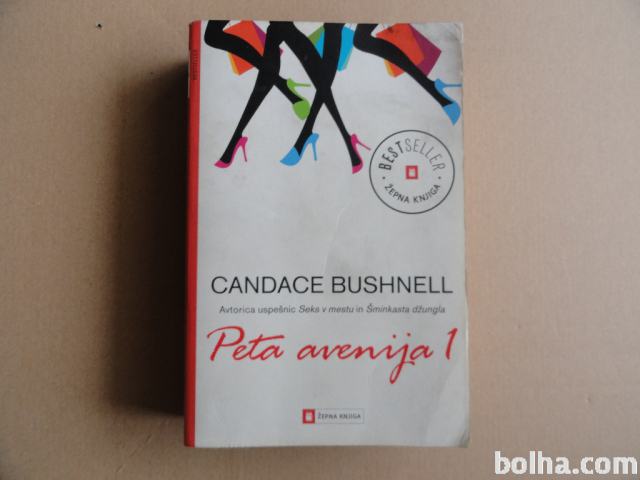 BESTSELLER
ŽEPNA KNJIGA
CANDACE BUSHNELL
Avtorica uspešnic Seks v mestu in Šminkasta džungla
Peta avenija 1
ŽEPNA KNJIGA
bolha.com